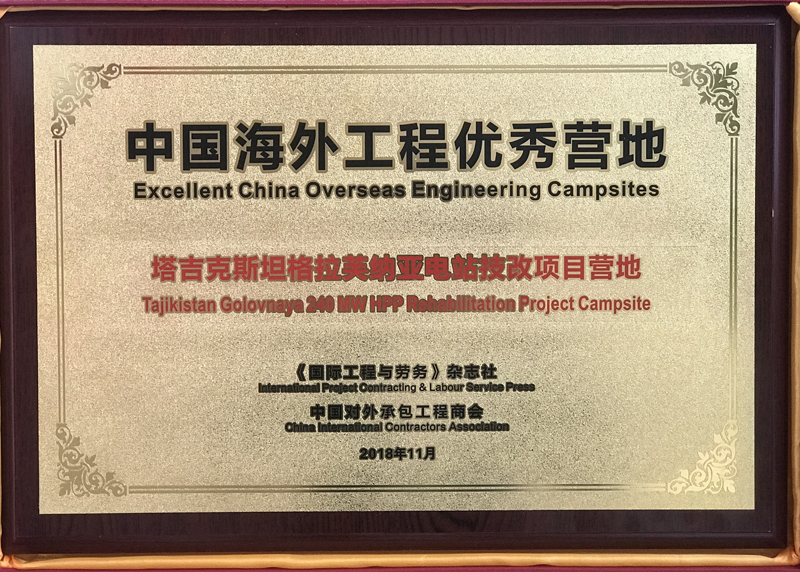 中国海外工程优秀营地
Excellent China Overseas Engineering Campsites
塔吉克斯坦格拉芙纳亚电站技改项目营地
Tajikistan Golovnaya 240 MW HPP Rehabilitation Project Campsite
《国际工程与劳务》杂志社
International Project Contracting & Labour Service Press
中国对外承包工程商会
China International Contractors Association
2018年11月